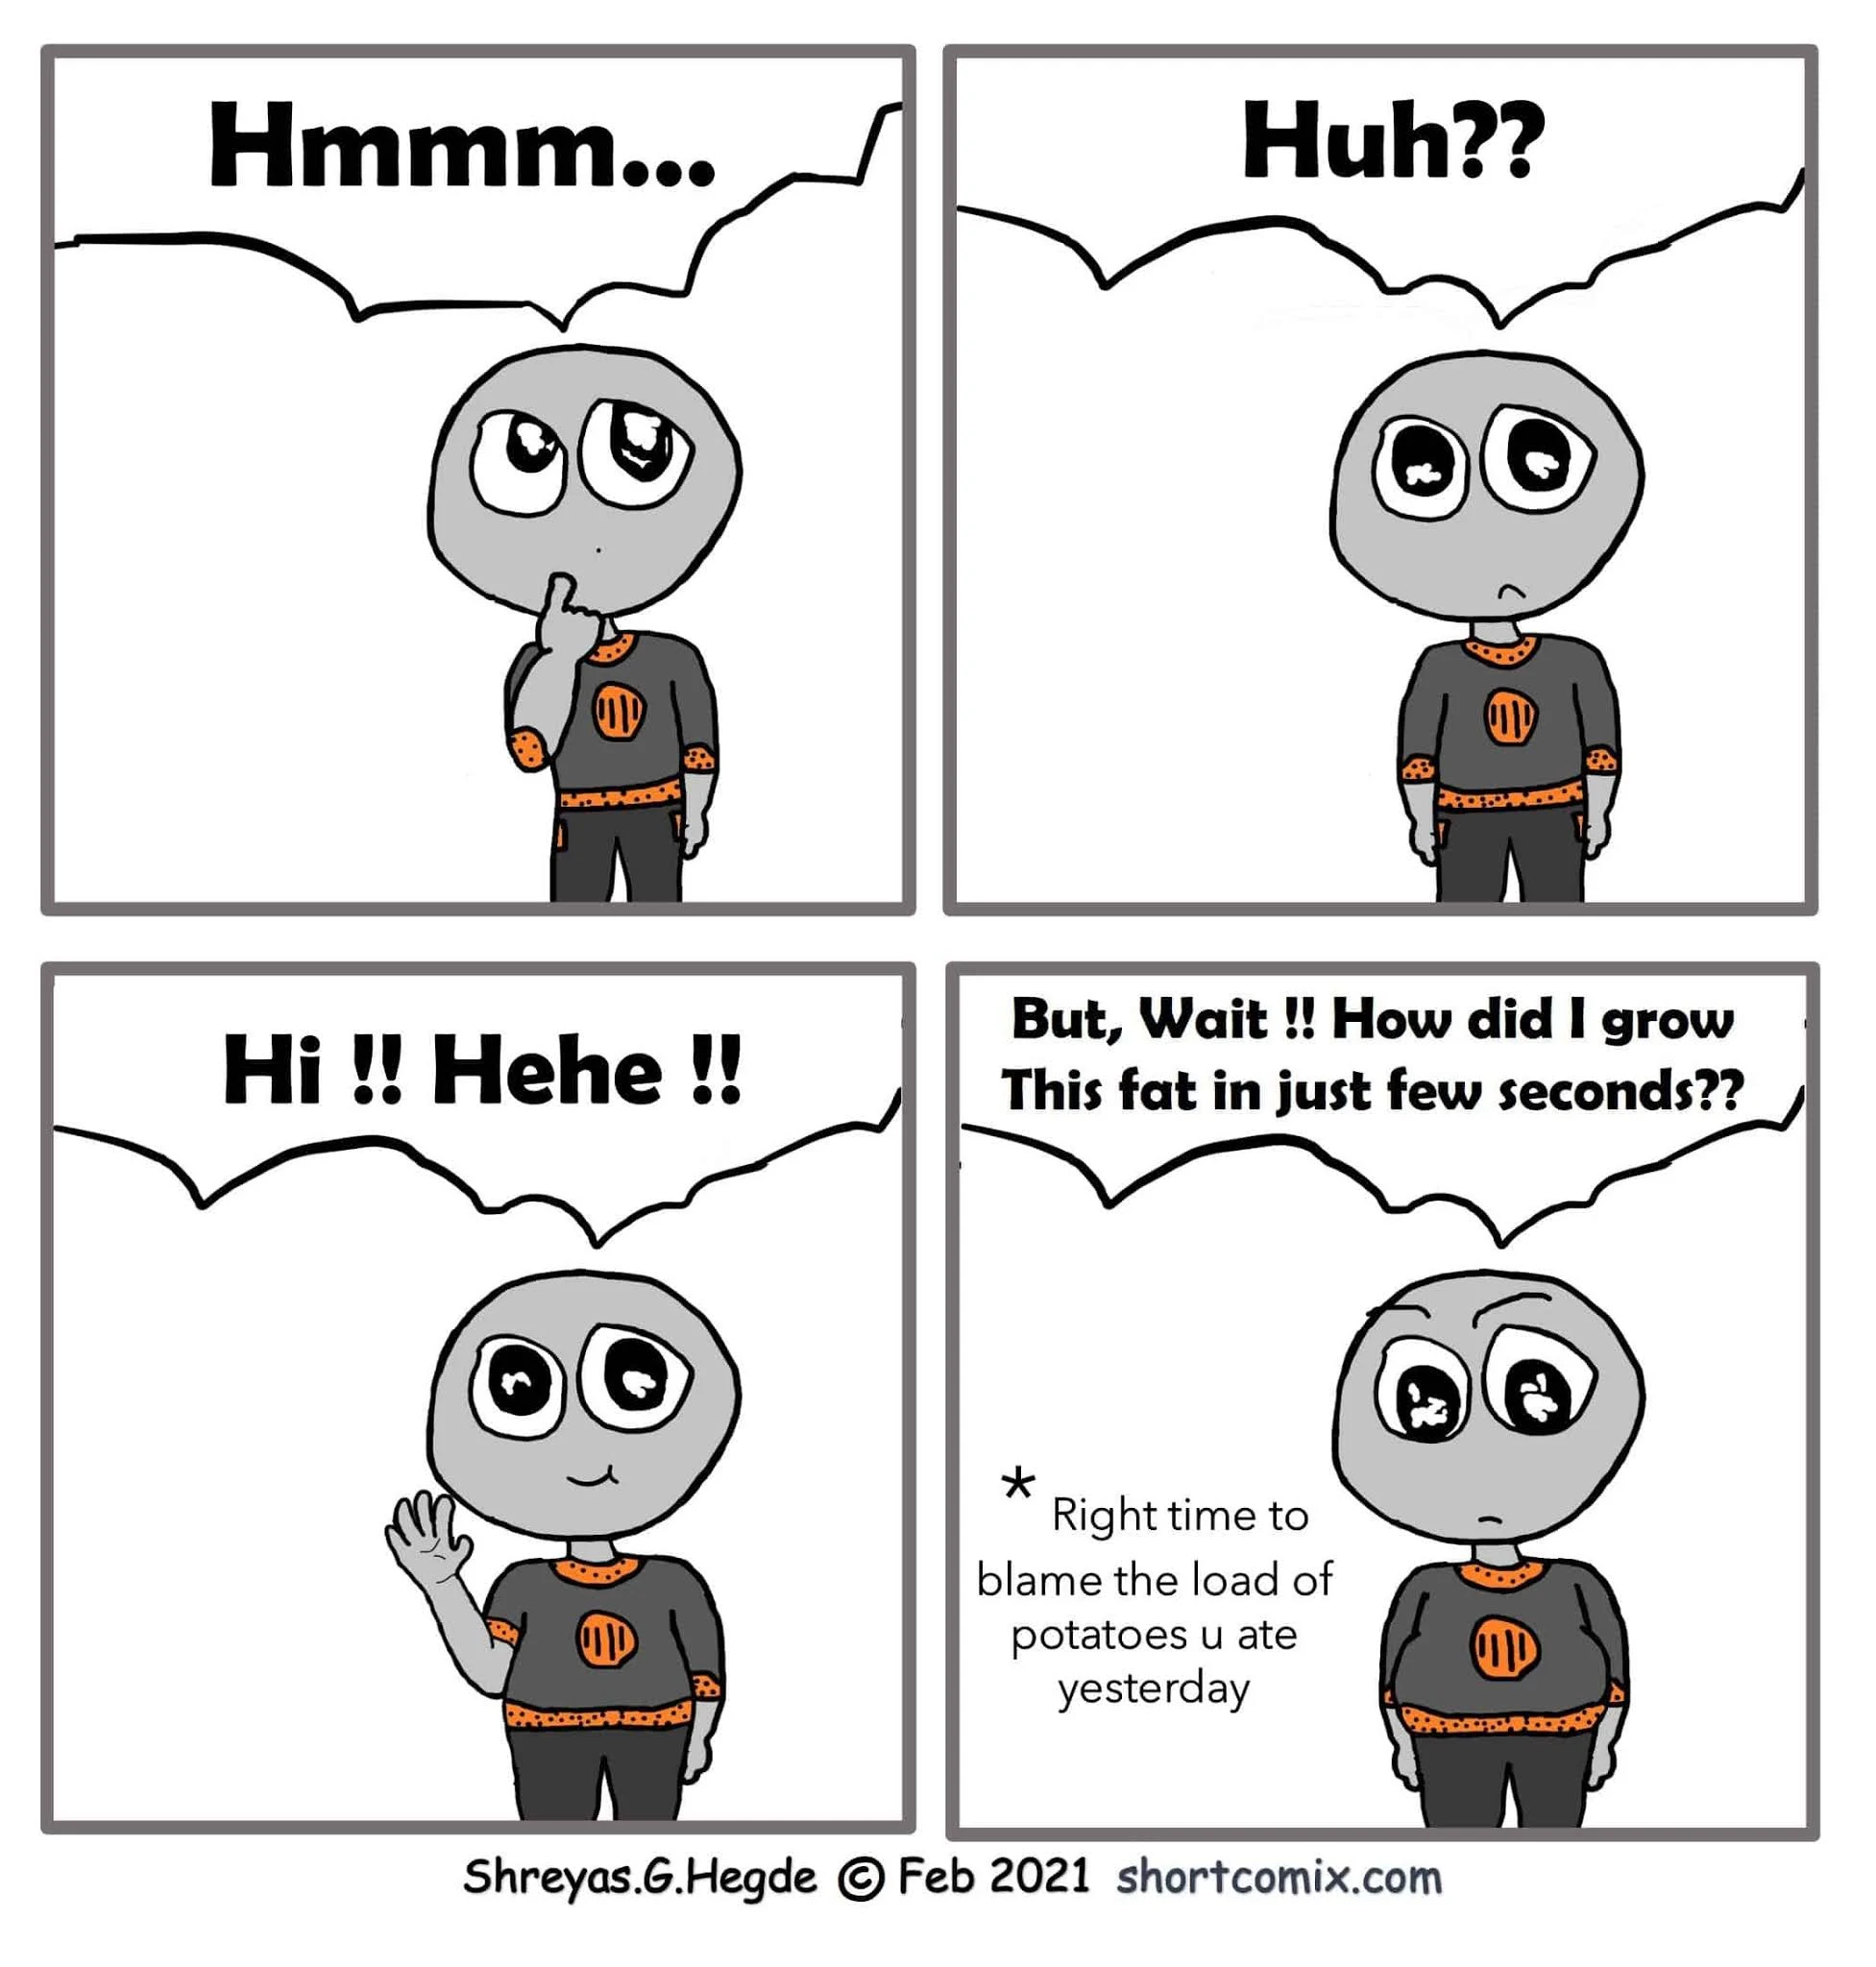 Hmmm...
Huh??
Hi !! Hehe !!
But, Wait !! How did I grow
This fat in just few seconds??
* Right time to
blame the load of
potatoes u ate
yesterday
Shreyas.G.Hegde © Feb 2021 shortcomix.com